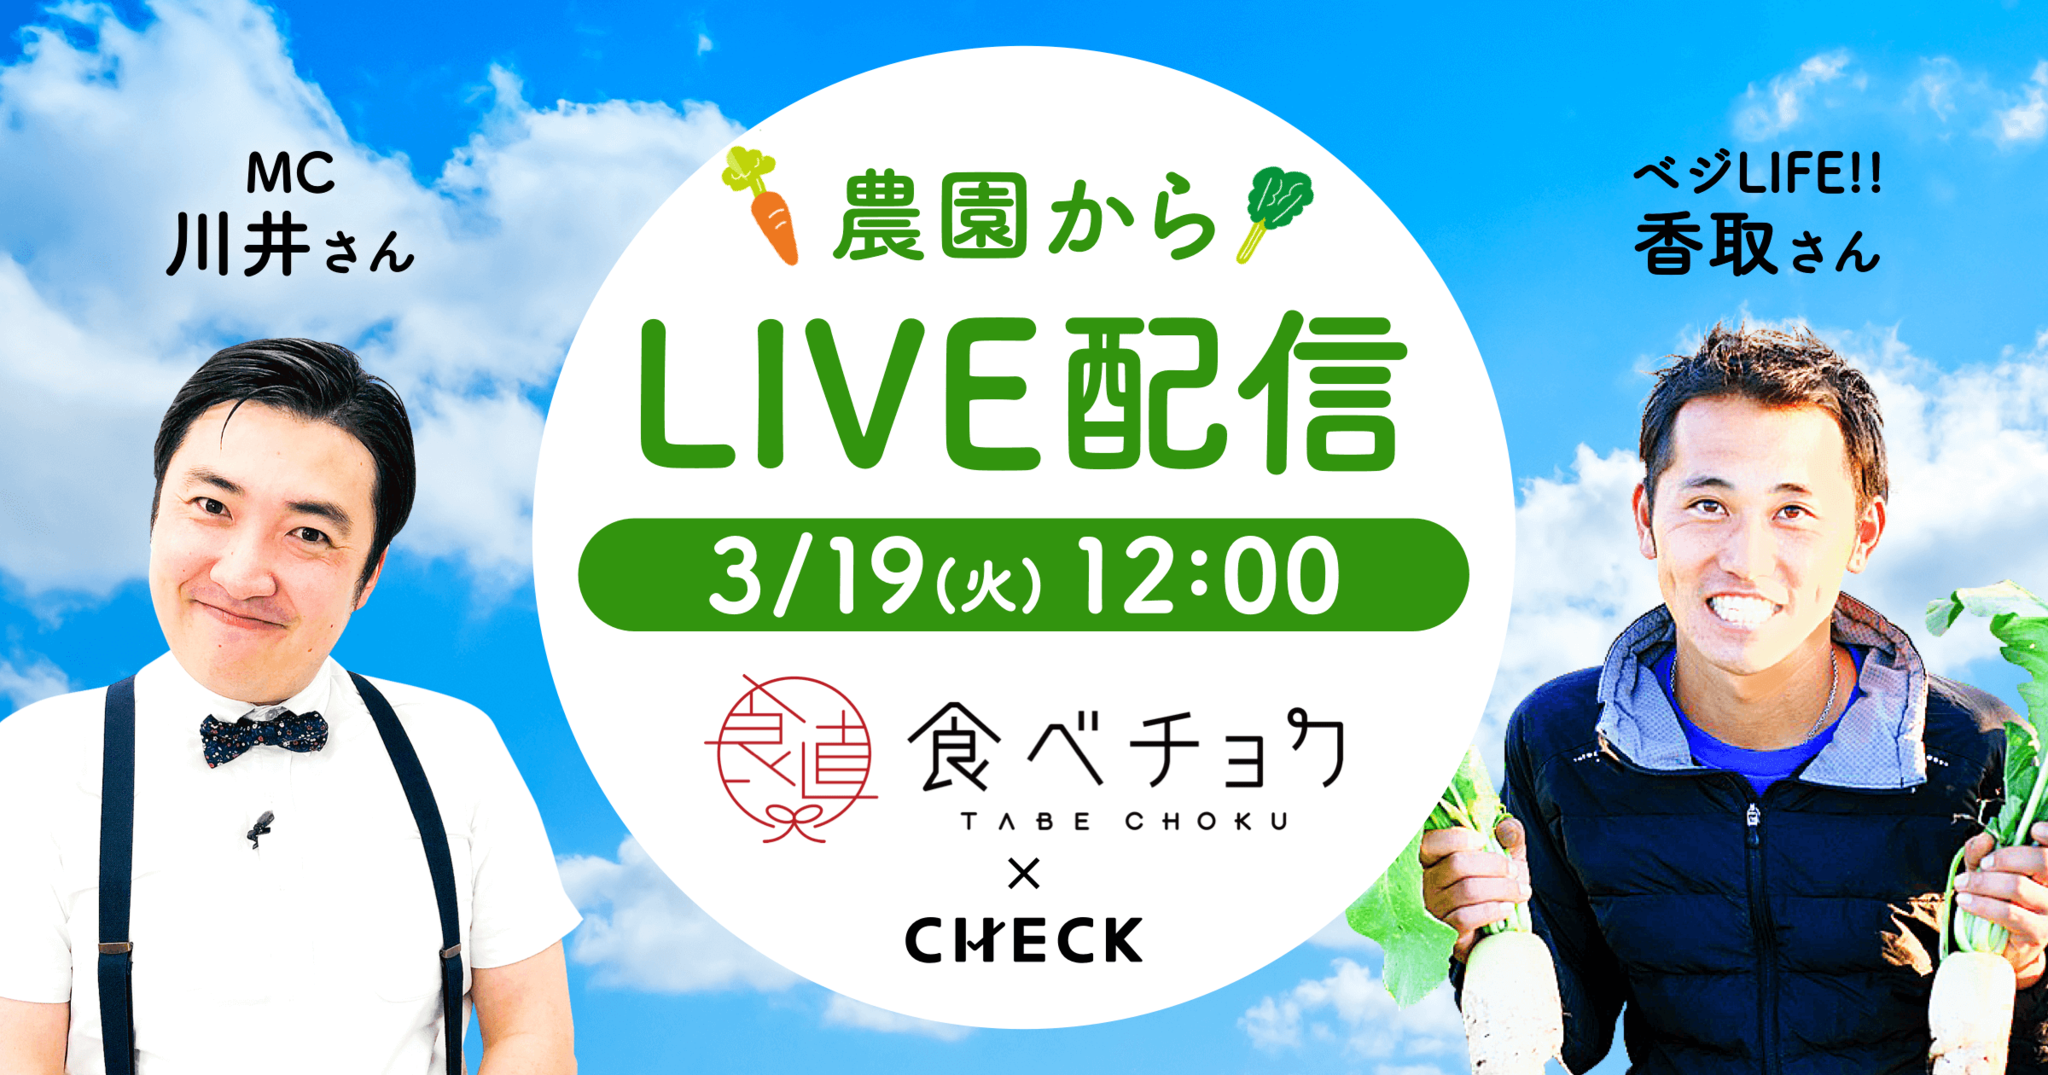 MC
川井さん
農園から
LIVE配信
3/19(火) 12:00
食直
食べチョク
TABE CHOKU
×
CHECK
ベジLIFE!!
香取さん